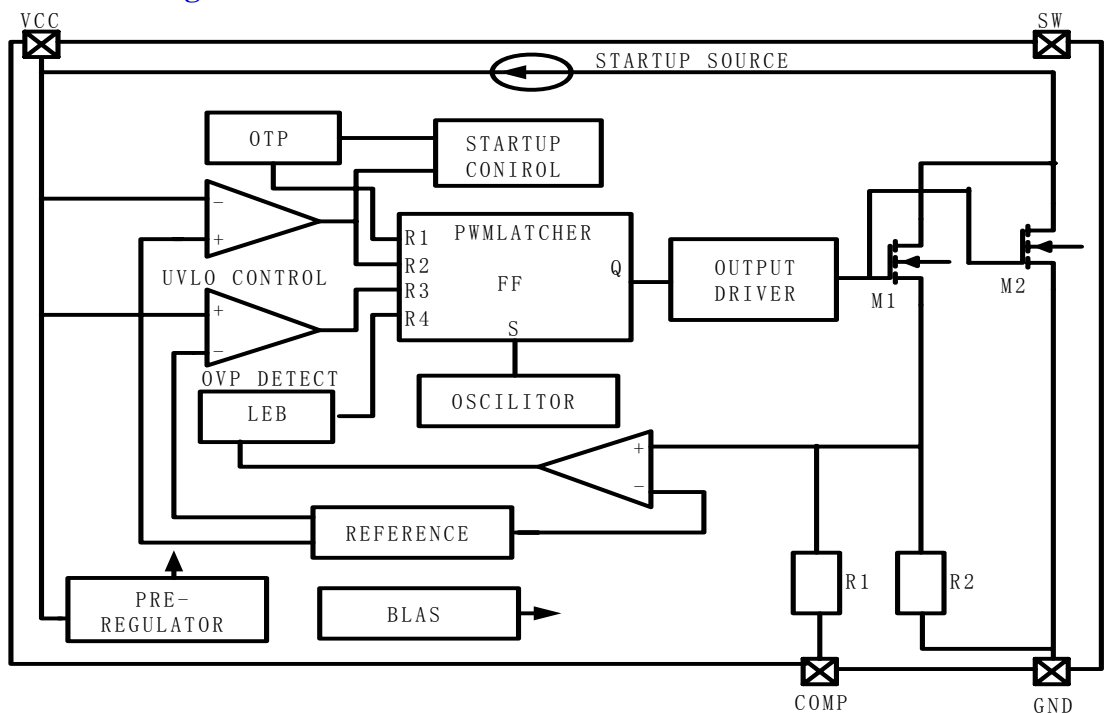 VCC
SW
STARTUP SOURCE
OTP
STARTUP
CONIROL
−
+
UVLO CONTROL
R1
R2
R3
R4
PWMLATCHER
FF
Q
S
OUTPUT
DRIVER
M1
M2
+
−
OVP DETECT
LEB
OSCILITOR
+
−
REFERENCE
R1
R2
PRE-
REGULATOR
BLAS
COMP
GND